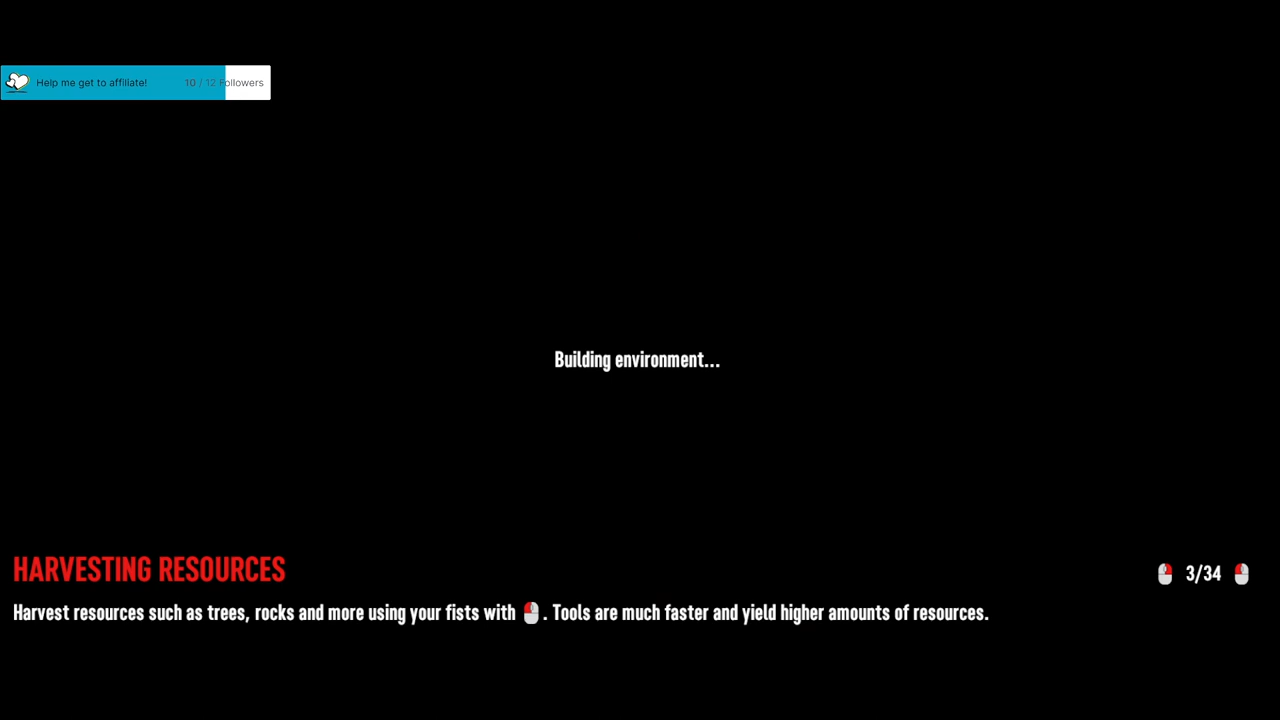 Help me get to affiliate! 10 / 12 Followers
Building environment...
HARVESTING RESOURCES
3/34
Harvest resources such as trees, rocks and more using your fists with . Tools are much faster and yield higher amounts of resources.